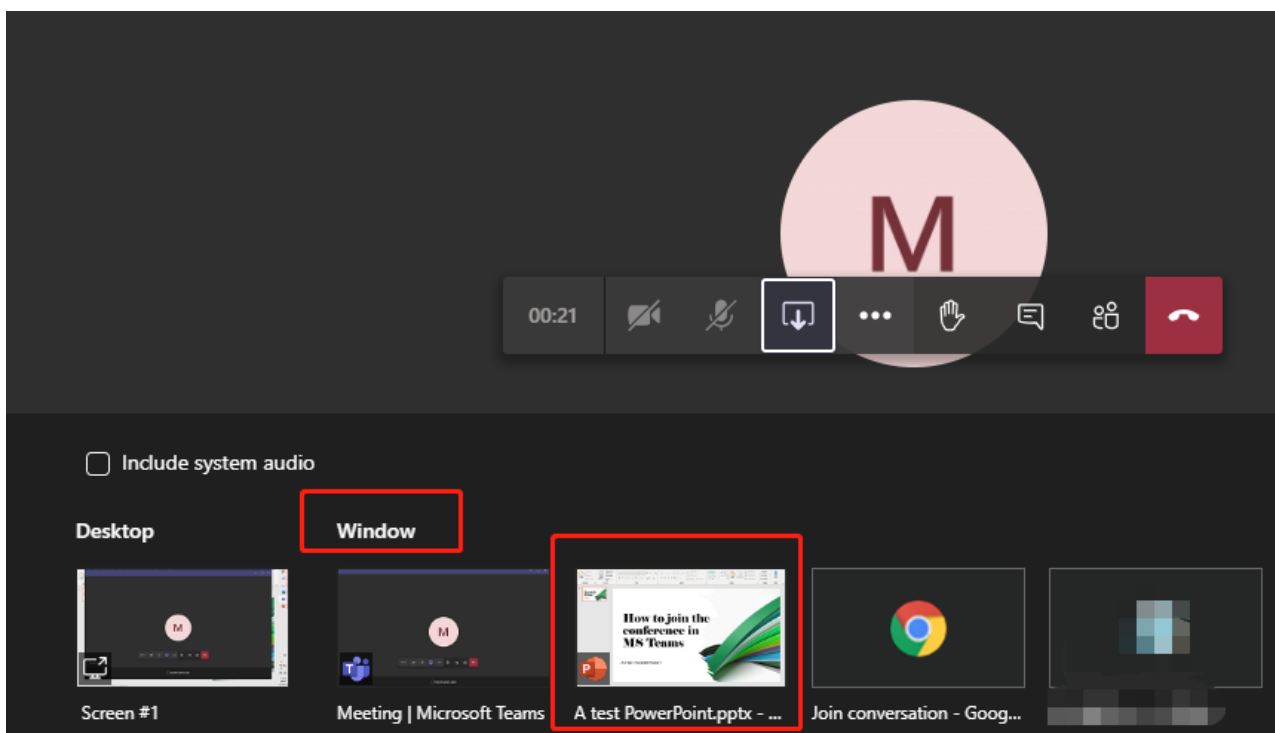 M
00:21
Include system audio
Desktop
Window
M
M
How to join the
conference in
MS Teams
Screen #1
Meeting | Microsoft Teams
A test PowerPoint.pptx - ...
Join conversation - Goog...